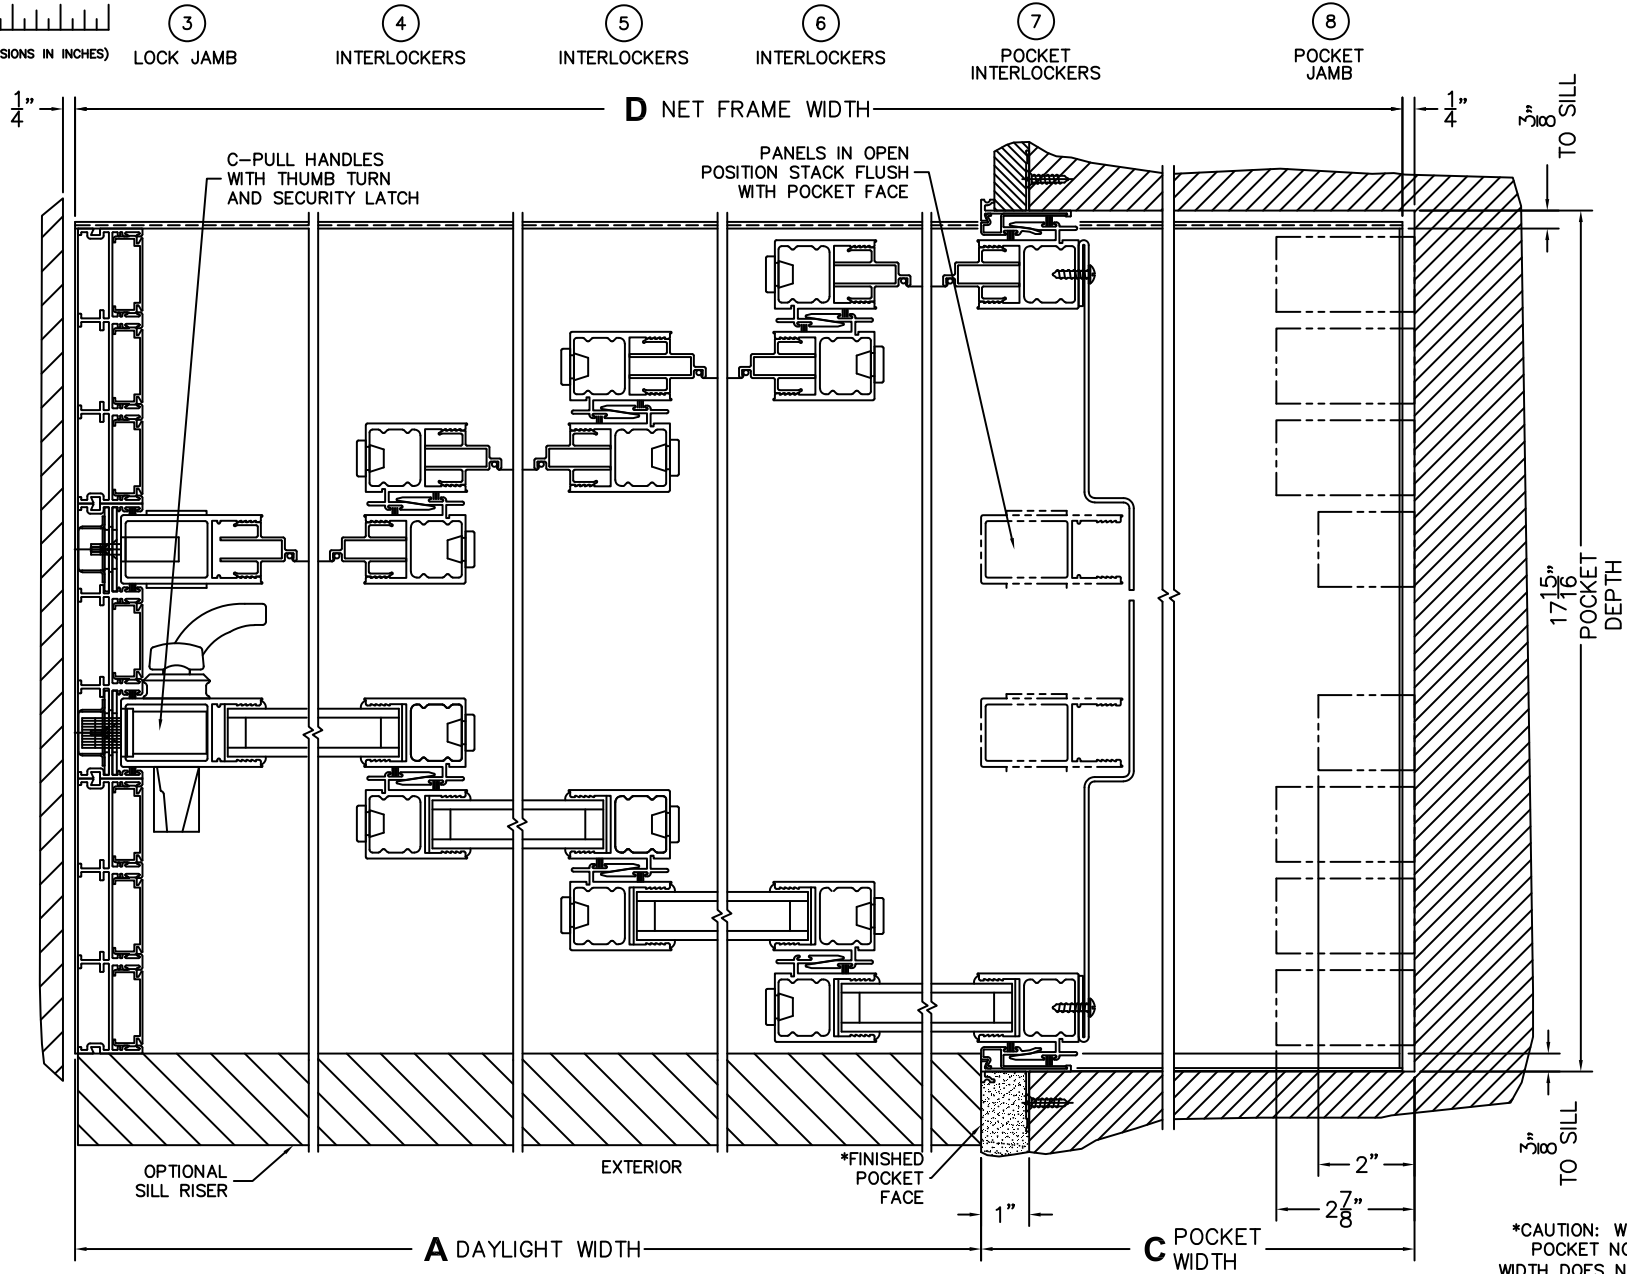 3
4
5
6
7
8
SIONS IN INCHES)
LOCK JAMB
INTERLOCKERS
INTERLOCKERS
INTERLOCKERS
POCKET
INTERLOCKERS
POCKET
JAMB
1/4"
D NET FRAME WIDTH
1/4"
3/8"
TO SILL
C-PULL HANDLES
WITH THUMB TURN
AND SECURITY LATCH
PANELS IN OPEN
POSITION STACK FLUSH
WITH POCKET FACE
17 15/16"
POCKET
DEPTH
OPTIONAL
SILL RISER
EXTERIOR
*FINISHED
POCKET
FACE
1"
2"
2 7/8"
3/8"
TO SILL
A DAYLIGHT WIDTH
C POCKET
WIDTH
*CAUTION: W
POCKET NO
WIDTH DOES N